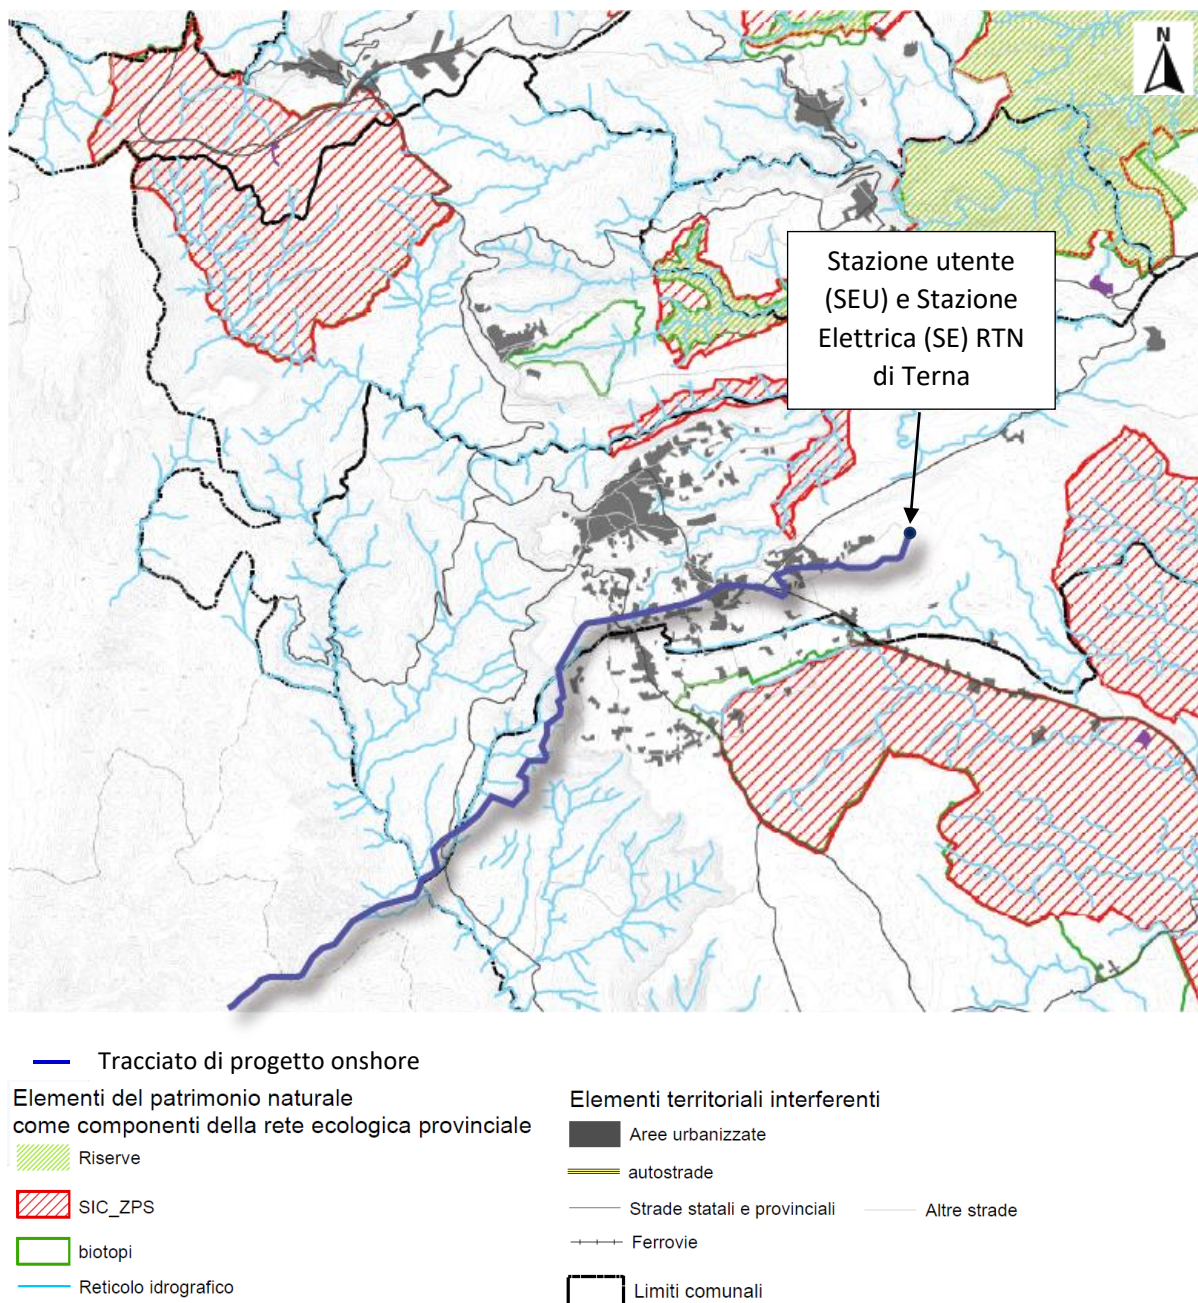 N
Stazione utente
(SEU) e Stazione
Elettrica (SE) RTN
di Terna
Tracciato di progetto onshore
Elementi del patrimonio naturale
come componenti della rete ecologica provinciale
Riserve
SIC_ZPS
biotopi
Reticolo idrografico
Elementi territoriali interferenti
Aree urbanizzate
autostrade
Strade statali e provinciali
Altre strade
Ferrovie
Limiti comunali